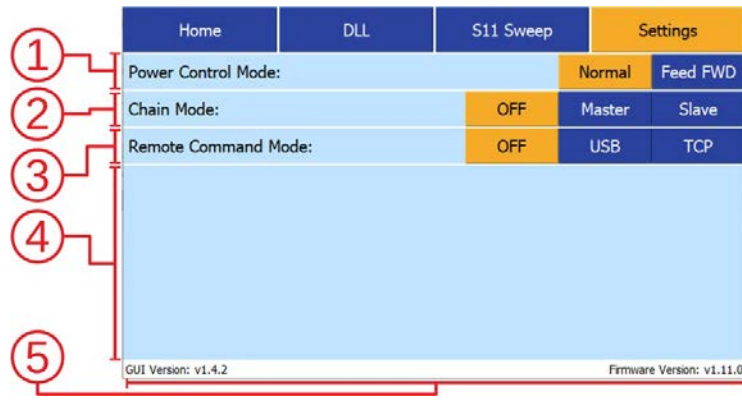 Home DLL S11 Sweep Settings
1 Power Control Mode: Normal Feed FWD
2 Chain Mode: OFF Master Slave
3 Remote Command Mode: OFF USB TCP
4
5
GUI Version: v1.4.2 Firmware Version: v1.11.0